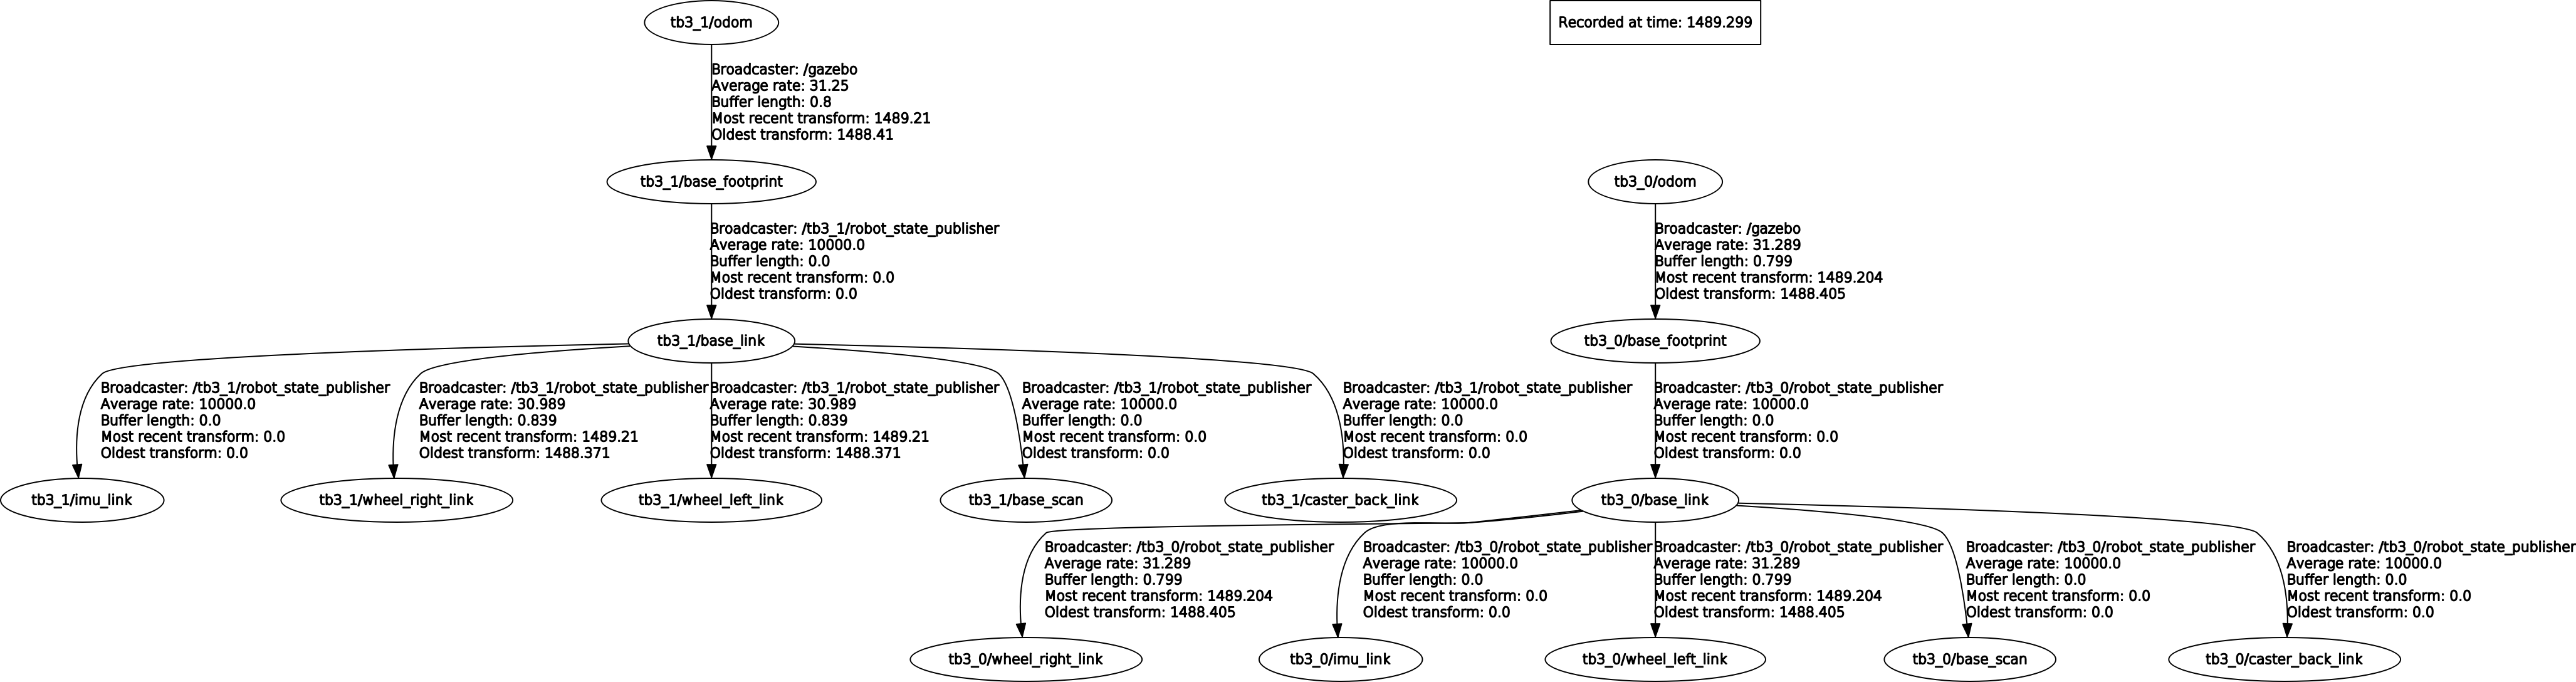 tb3_1/odom
Recorded at time: 1489.299
Broadcaster: /gazebo
Average rate: 31.25
Buffer length: 0.8
Most recent transform: 1489.21
Oldest transform: 1488.41
tb3_1/base_footprint
tb3_0/odom
Broadcaster: /tb3_1/robot_state_publisher
Average rate: 10000.0
Buffer length: 0.0
Most recent transform: 0.0
Oldest transform: 0.0
Broadcaster: /gazebo
Average rate: 31.289
Buffer length: 0.799
Most recent transform: 1489.204
Oldest transform: 1488.405
tb3_1/base_link
tb3_0/base_footprint
Broadcaster: /tb3_1/robot_state_publisher
Average rate: 10000.0
Buffer length: 0.0
Most recent transform: 0.0
Oldest transform: 0.0
Broadcaster: /tb3_1/robot_state_publisher
Average rate: 30.989
Buffer length: 0.839
Most recent transform: 1489.21
Oldest transform: 1488.371
Broadcaster: /tb3_1/robot_state_publisher
Average rate: 30.989
Buffer length: 0.839
Most recent transform: 1489.21
Oldest transform: 1488.371
Broadcaster: /tb3_1/robot_state_publisher
Average rate: 10000.0
Buffer length: 0.0
Most recent transform: 0.0
Oldest transform: 0.0
Broadcaster: /tb3_1/robot_state_publisher
Average rate: 10000.0
Buffer length: 0.0
Most recent transform: 0.0
Oldest transform: 0.0
Broadcaster: /tb3_0/robot_state_publisher
Average rate: 10000.0
Buffer length: 0.0
Most recent transform: 0.0
Oldest transform: 0.0
tb3_1/imu_link
tb3_1/wheel_right_link
tb3_1/wheel_left_link
tb3_1/base_scan
tb3_1/caster_back_link
tb3_0/base_link
Broadcaster: /tb3_0/robot_state_publisher
Average rate: 31.289
Buffer length: 0.799
Most recent transform: 1489.204
Oldest transform: 1488.405
Broadcaster: /tb3_0/robot_state_publisher
Average rate: 10000.0
Buffer length: 0.0
Most recent transform: 0.0
Oldest transform: 0.0
Broadcaster: /tb3_0/robot_state_publisher
Average rate: 31.289
Buffer length: 0.799
Most recent transform: 1489.204
Oldest transform: 1488.405
Broadcaster: /tb3_0/robot_state_publisher
Average rate: 10000.0
Buffer length: 0.0
Most recent transform: 0.0
Oldest transform: 0.0
Broadcaster: /tb3_0/robot_state_publisher
Average rate: 10000.0
Buffer length: 0.0
Most recent transform: 0.0
Oldest transform: 0.0
tb3_0/wheel_right_link
tb3_0/imu_link
tb3_0/wheel_left_link
tb3_0/base_scan
tb3_0/caster_back_link